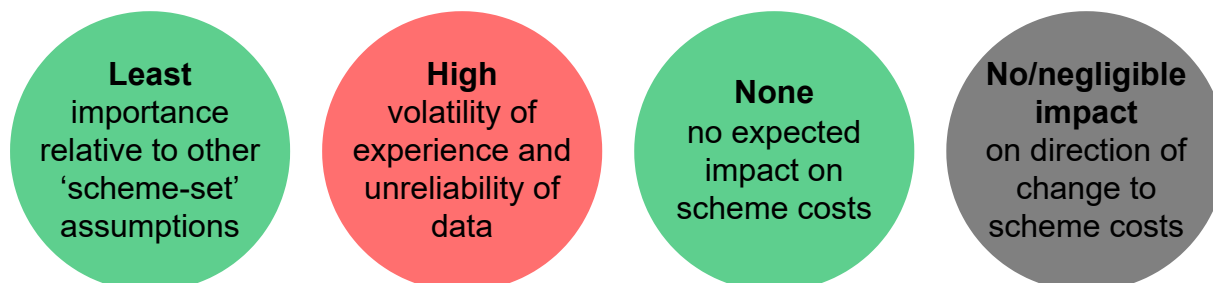 Least
importance
relative to other
‘scheme-set’
assumptions
High
volatility of
experience and
unreliability of
data
None
no expected
impact on
scheme costs
No/negligible
impact
on direction of
change to
scheme costs